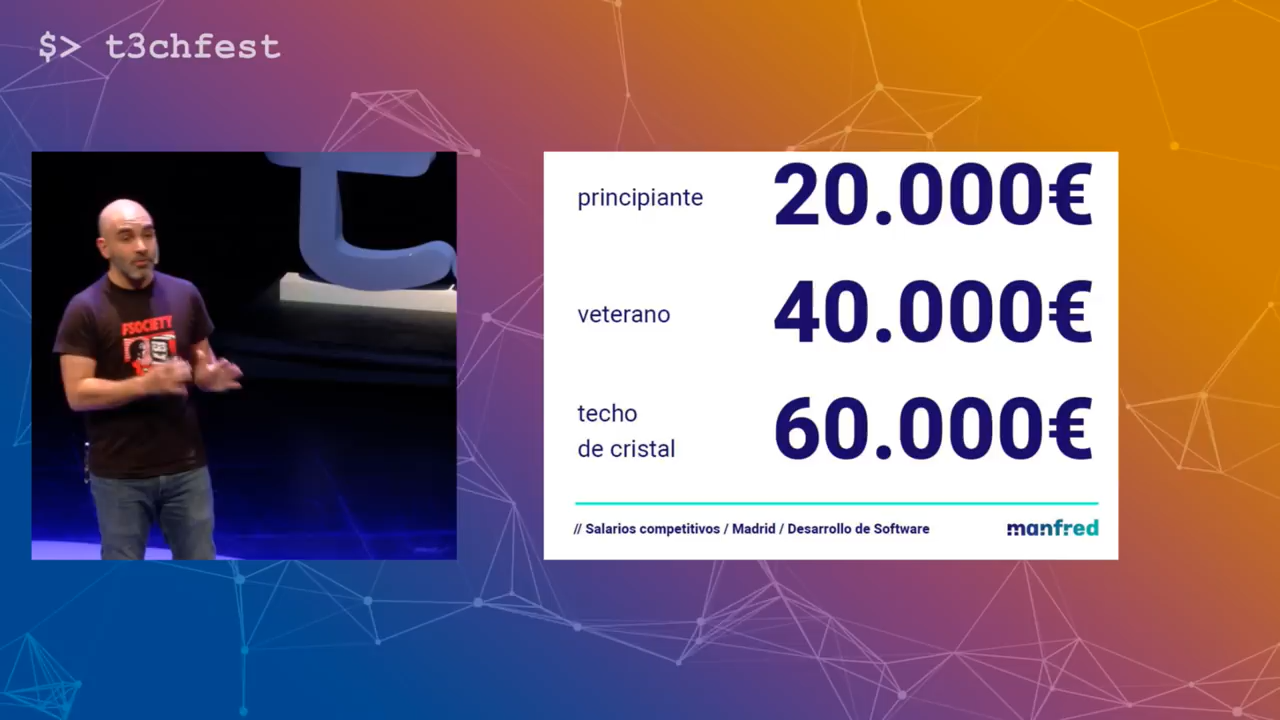 $> t3chfest
FSOCIETY
principiante 20.000€
veterano 40.000€
techo
de cristal 60.000€
// Salarios competitivos / Madrid / Desarrollo de Software manfred